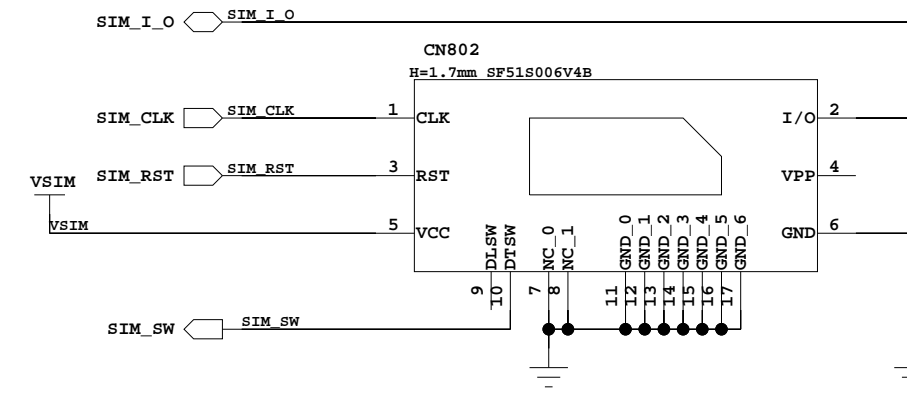 SIM_I_O SIM_I_O
CN802
H=1.7mm SF51S006V4B
SIM_CLK SIM_CLK 1 CLK I/O 2
SIM_RST SIM_RST 3 RST VPP 4
VSIM
VSIM 5 VCC GND 6
DLSW DTSW NC_0 NC_1 GND_0 GND_1 GND_2 GND_3 GND_4 GND_5 GND_6
9 10 7 8 11 12 13 14 15 16 17
SIM_SW SIM_SW